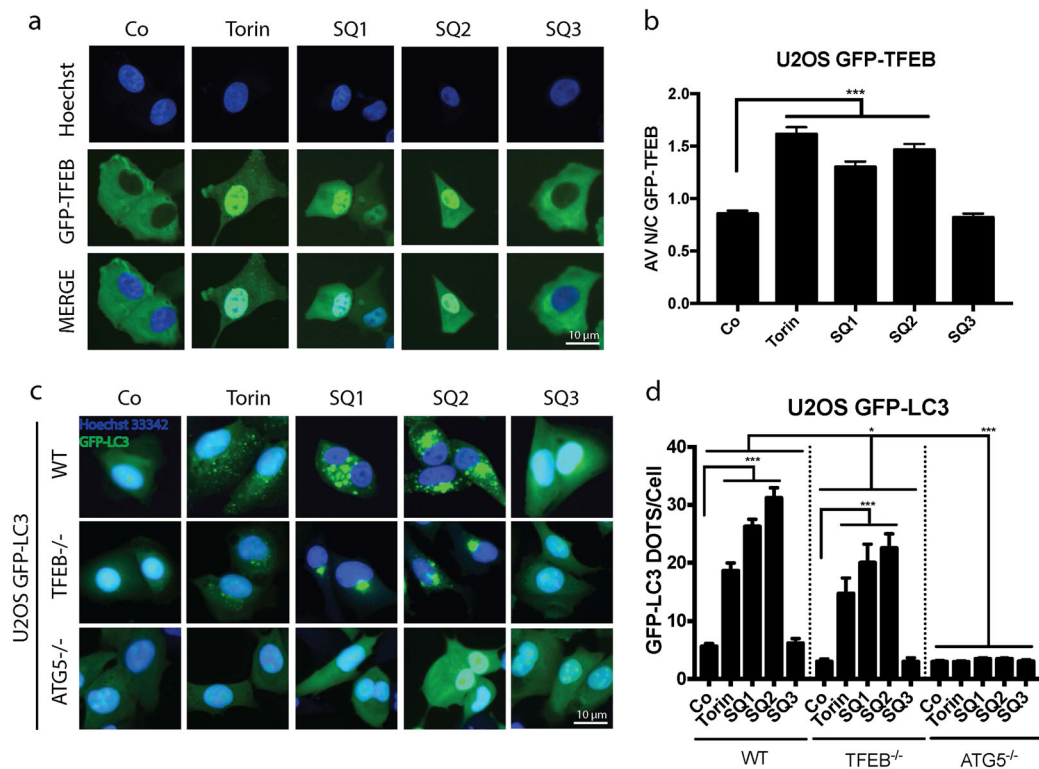 a
Co Torin SQ1 SQ2 SQ3
Hoechst
GFP-TFEB
MERGE
10 µm
b
U2OS GFP-TFEB
***
AV N/C GFP-TFEB
2.0
1.5
1.0
0.5
0.0
Co Torin SQ1 SQ2 SQ3
c
Co Torin SQ1 SQ2 SQ3
Hoechst 33342
GFP-LC3
U2OS GFP-LC3
WT
TFEB-/-
ATG5-/-
10 µm
d
U2OS GFP-LC3
* ***
***
***
GFP-LC3 DOTS/Cell
40
30
20
10
0
Co Torin SQ1 SQ2 SQ3 Co Torin SQ1 SQ2 SQ3 Co Torin SQ1 SQ2 SQ3
WT TFEB-/- ATG5-/-